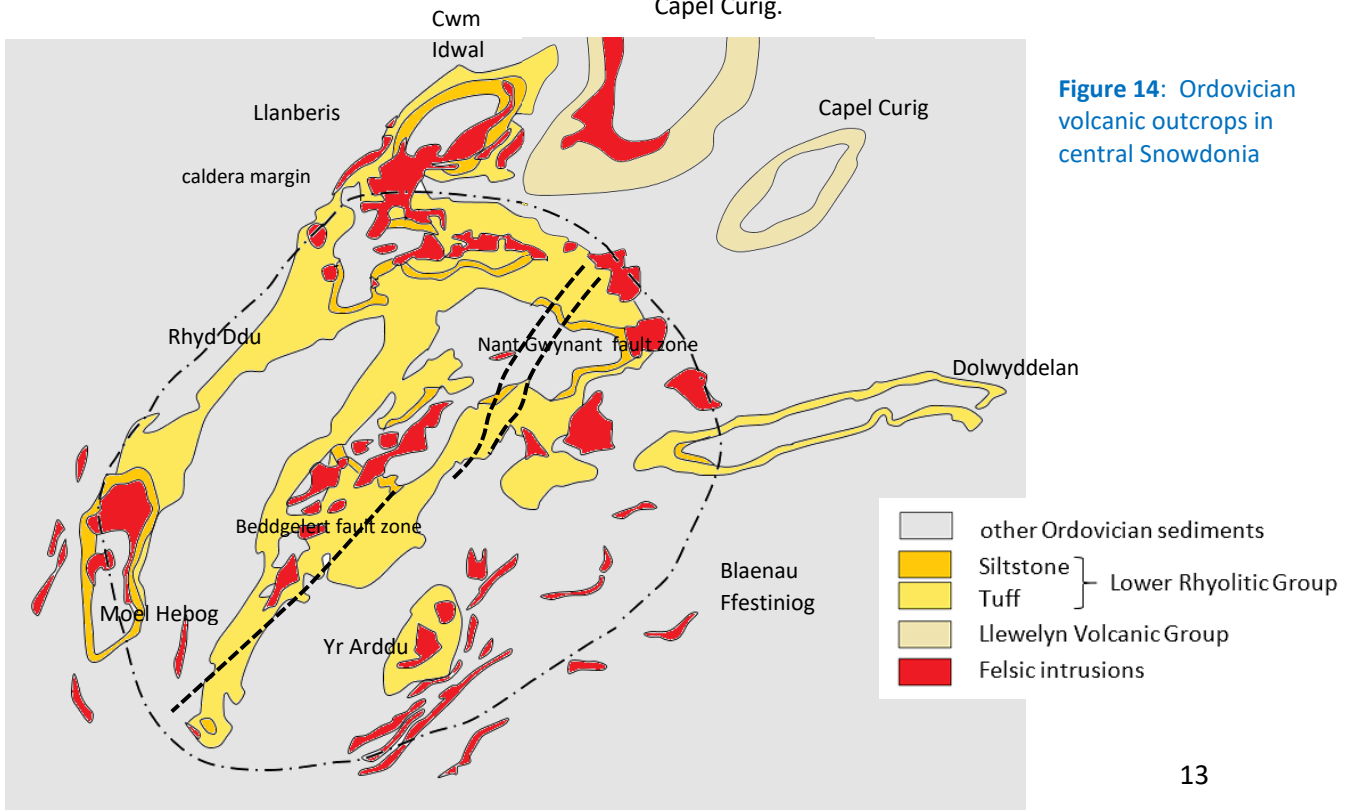 Capel Curig.
Cwm
Idwal
Llanberis
Capel Curig
caldera margin
Figure 14: Ordovician
volcanic outcrops in
central Snowdonia
Rhyd Ddu
Nant Gwynant fault zone
Dolwyddelan
Beddgelert fault zone
Moel Hebog
Yr Arddu
Blaenau
Ffestiniog
other Ordovician sediments
Siltstone
Tuff
Lower Rhyolitic Group
Llewelyn Volcanic Group
Felsic intrusions
13